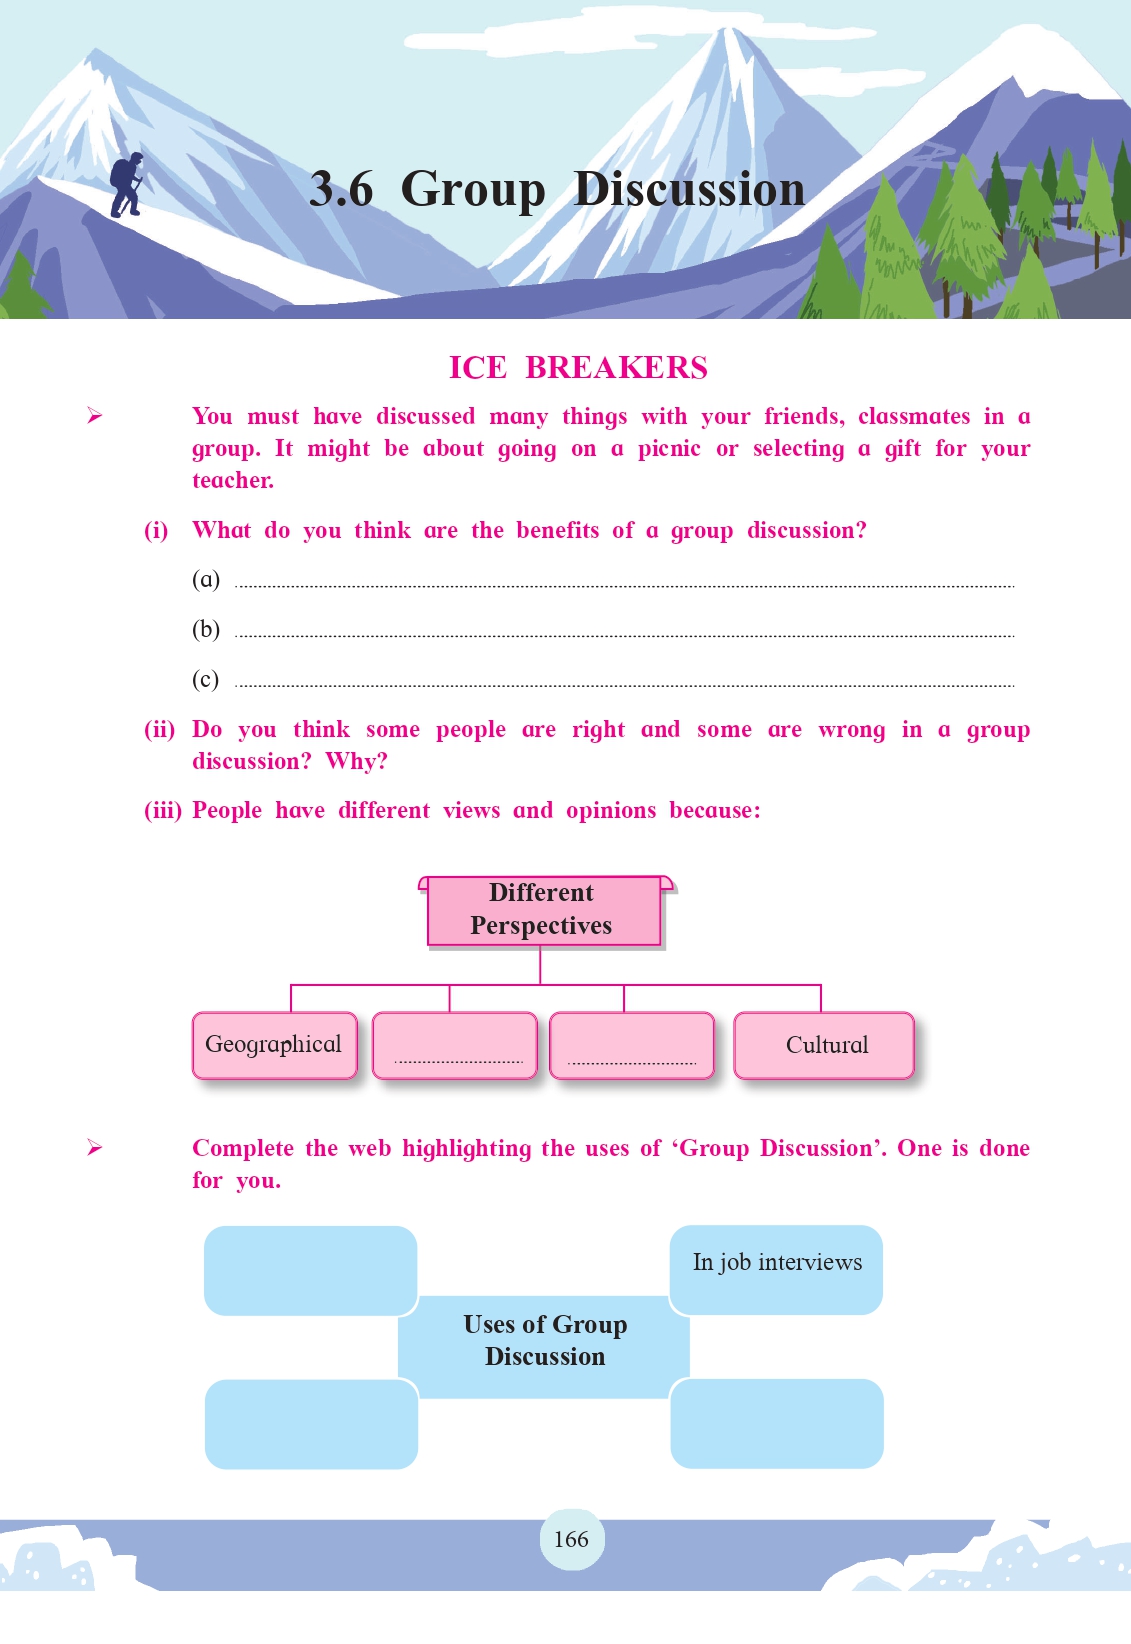 3.6 Group Discussion
ICE BREAKERS
➢ You must have discussed many things with your friends, classmates in a
group. It might be about going on a picnic or selecting a gift for your
teacher.
(i) What do you think are the benefits of a group discussion?
(a) ........................................
(b) ........................................
(c) ........................................
(ii) Do you think some people are right and some are wrong in a group
discussion? Why?
(iii) People have different views and opinions because:
Different
Perspectives
Geographical
....................
....................
Cultural
➢ Complete the web highlighting the uses of ‘Group Discussion’. One is done
for you.
In job interviews
Uses of Group
Discussion
166